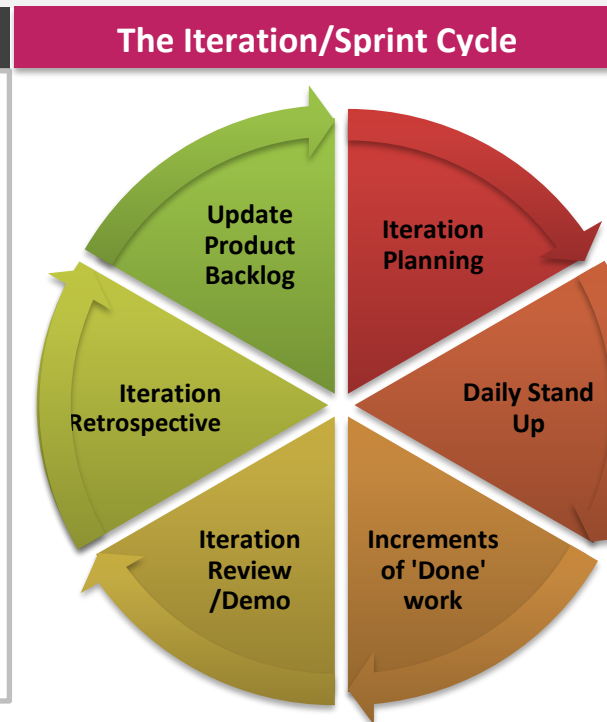 The Iteration/Sprint Cycle
Update
Product
Backlog
Iteration
Planning
Iteration
Retrospective
Daily Stand
Up
Iteration
Review
/Demo
Increments
of 'Done'
work